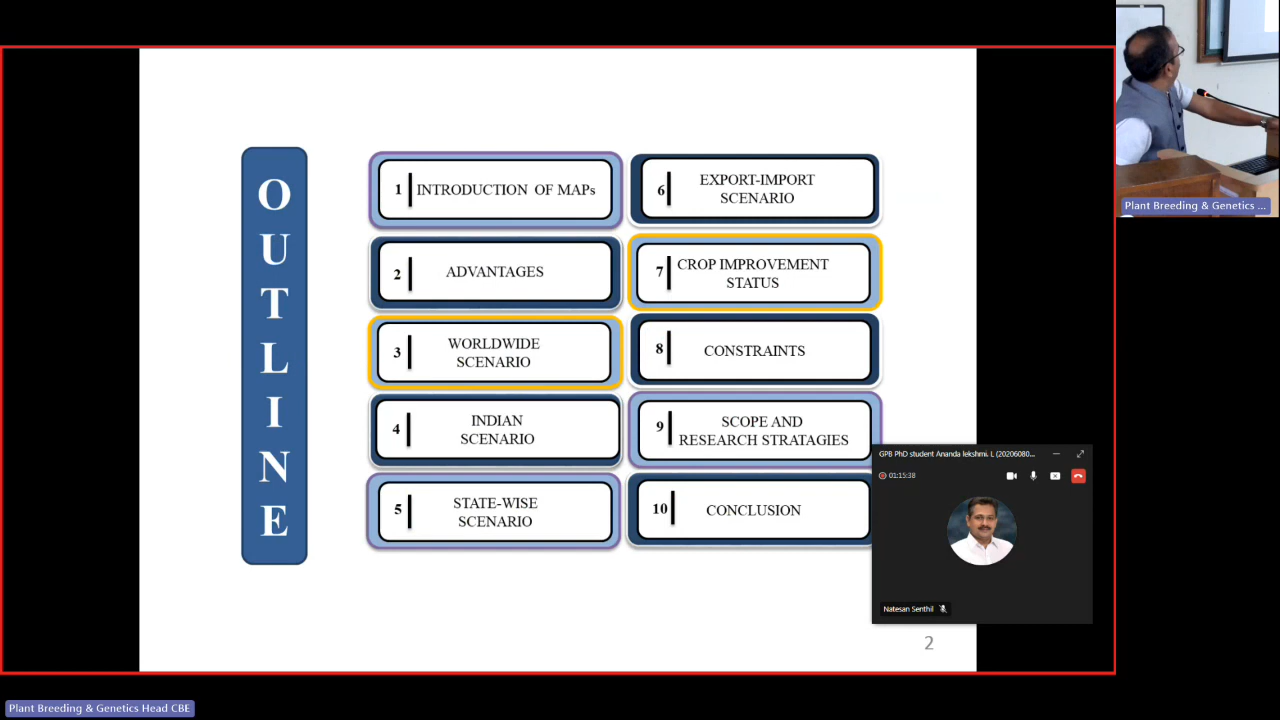 OUTLINE
1 INTRODUCTION OF MAPs
2 ADVANTAGES
3 WORLDWIDE
SCENARIO
4 INDIAN
SCENARIO
5 STATE-WISE
SCENARIO
6 EXPORT-IMPORT
SCENARIO
7 CROP IMPROVEMENT
STATUS
8 CONSTRAINTS
9 SCOPE AND
RESEARCH STRATAGIES
10 CONCLUSION
2
GPB PhD student Ananda lekshmi. L (20206080...
01:15:38
Natesan Senthil
Plant Breeding & Genetics ...
Plant Breeding & Genetics Head CBE